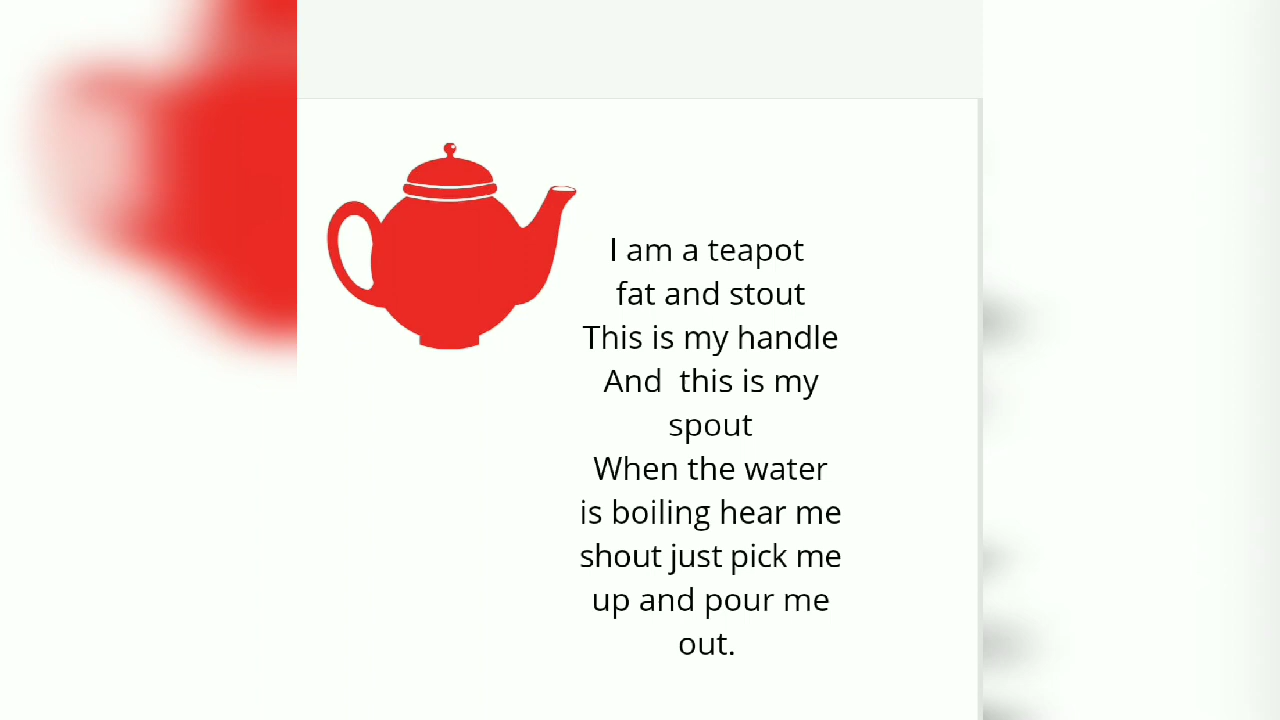 I am a teapot
fat and stout
This is my handle
And  this is my
spout
When the water
is boiling hear me
shout just pick me
up and pour me
out.